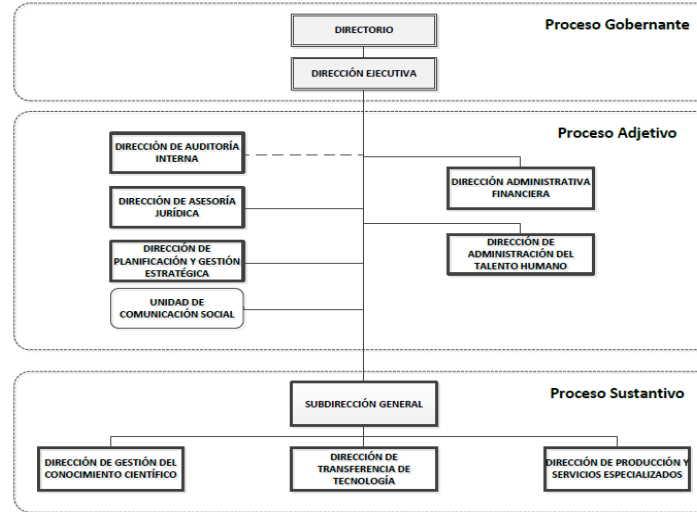 Proceso Gobernante
DIRECTORIO
DIRECCIÓN EJECUTIVA
Proceso Adjetivo
DIRECCIÓN DE AUDITORÍA
INTERNA
DIRECCIÓN DE ASESORÍA
JURÍDICA
DIRECCIÓN DE
PLANIFICACIÓN Y GESTIÓN
ESTRATÉGICA
UNIDAD DE
COMUNICACIÓN SOCIAL
DIRECCIÓN ADMINISTRATIVA
FINANCIERA
DIRECCIÓN DE
ADMINISTRACIÓN DEL
TALENTO HUMANO
Proceso Sustantivo
SUBDIRECCIÓN GENERAL
DIRECCIÓN DE GESTIÓN DEL
CONOCIMIENTO CIENTÍFICO
DIRECCIÓN DE
TRANSFERENCIA DE
TECNOLOGÍA
DIRECCIÓN DE PRODUCCIÓN Y
SERVICIOS ESPECIALIZADOS